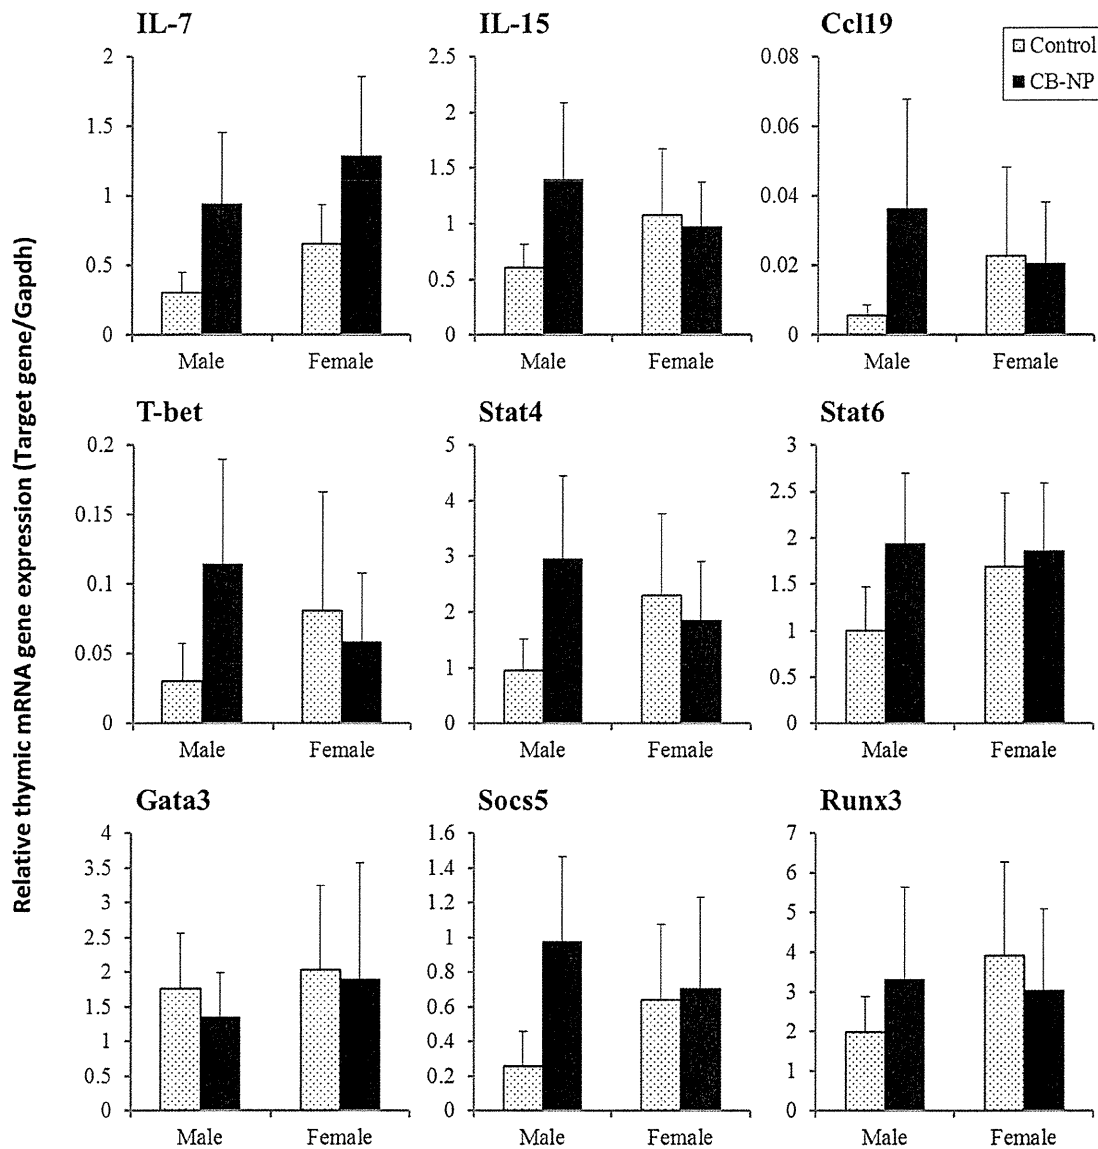 IL-7
IL-15
Ccl19
Control
CB-NP
2
1.5
1
0.5
0
Male Female
2.5
2
1.5
1
0.5
0
Male Female
0.08
0.06
0.04
0.02
0
Male Female
Relative thymic mRNA gene expression (Target gene/Gapdh)
T-bet
Stat4
Stat6
0.2
0.15
0.1
0.05
0
Male Female
5
4
3
2
1
0
Male Female
3
2.5
2
1.5
1
0.5
0
Male Female
Gata3
Socs5
Runx3
4
3.5
3
2.5
2
1.5
1
0.5
0
Male Female
1.6
1.4
1.2
1
0.8
0.6
0.4
0.2
0
Male Female
7
6
5
4
3
2
1
0
Male Female